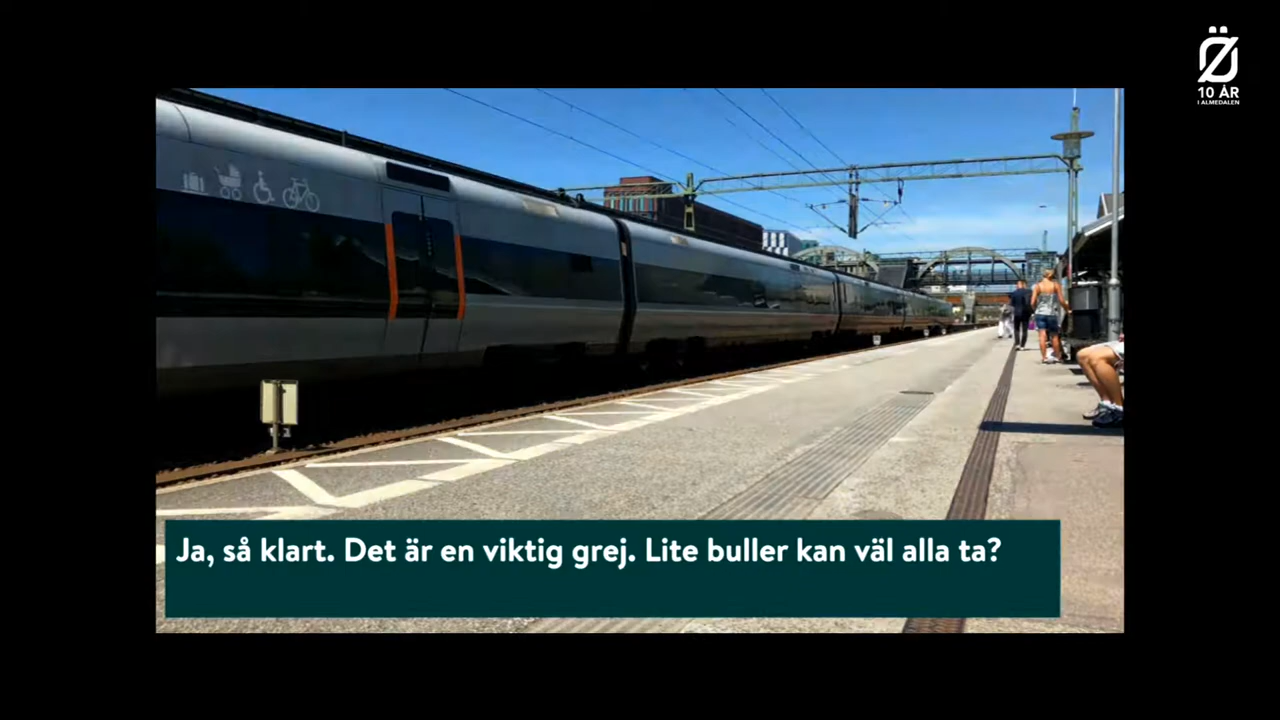 10 ÅR
I ALMEDALEN
Ja, så klart. Det är en viktig grej. Lite buller kan väl alla ta?